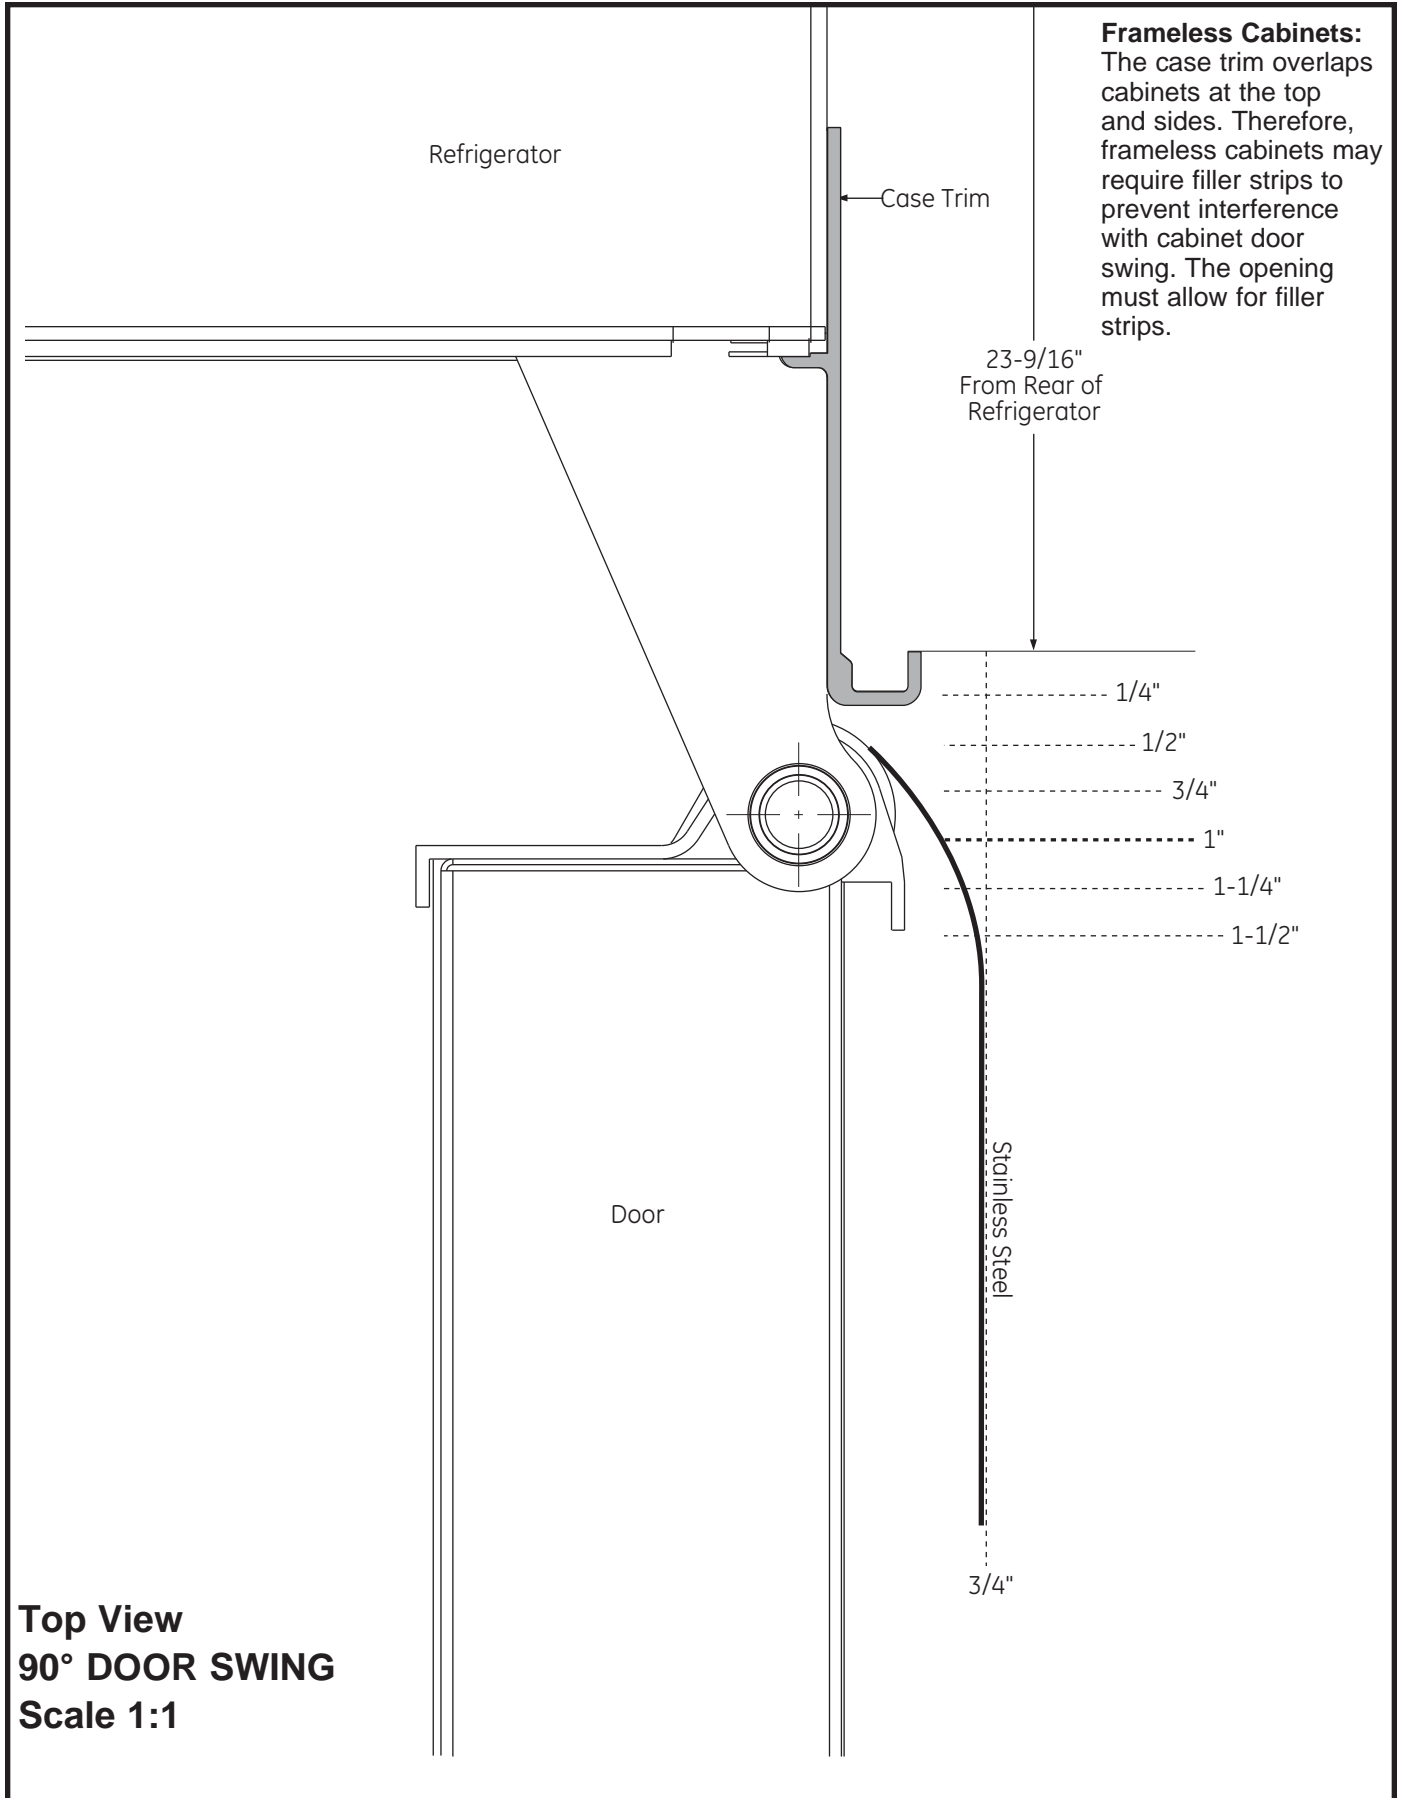 Frameless Cabinets:
The case trim overlaps
cabinets at the top
and sides. Therefore,
frameless cabinets may
require filler strips to
prevent interference
with cabinet door
swing. The opening
must allow for filler
strips.
Refrigerator
Case Trim
23-9/16"
From Rear of
Refrigerator
1/4"
1/2"
3/4"
1"
1-1/4"
1-1/2"
Stainless Steel
Door
3/4"
Top View
90° DOOR SWING
Scale 1:1